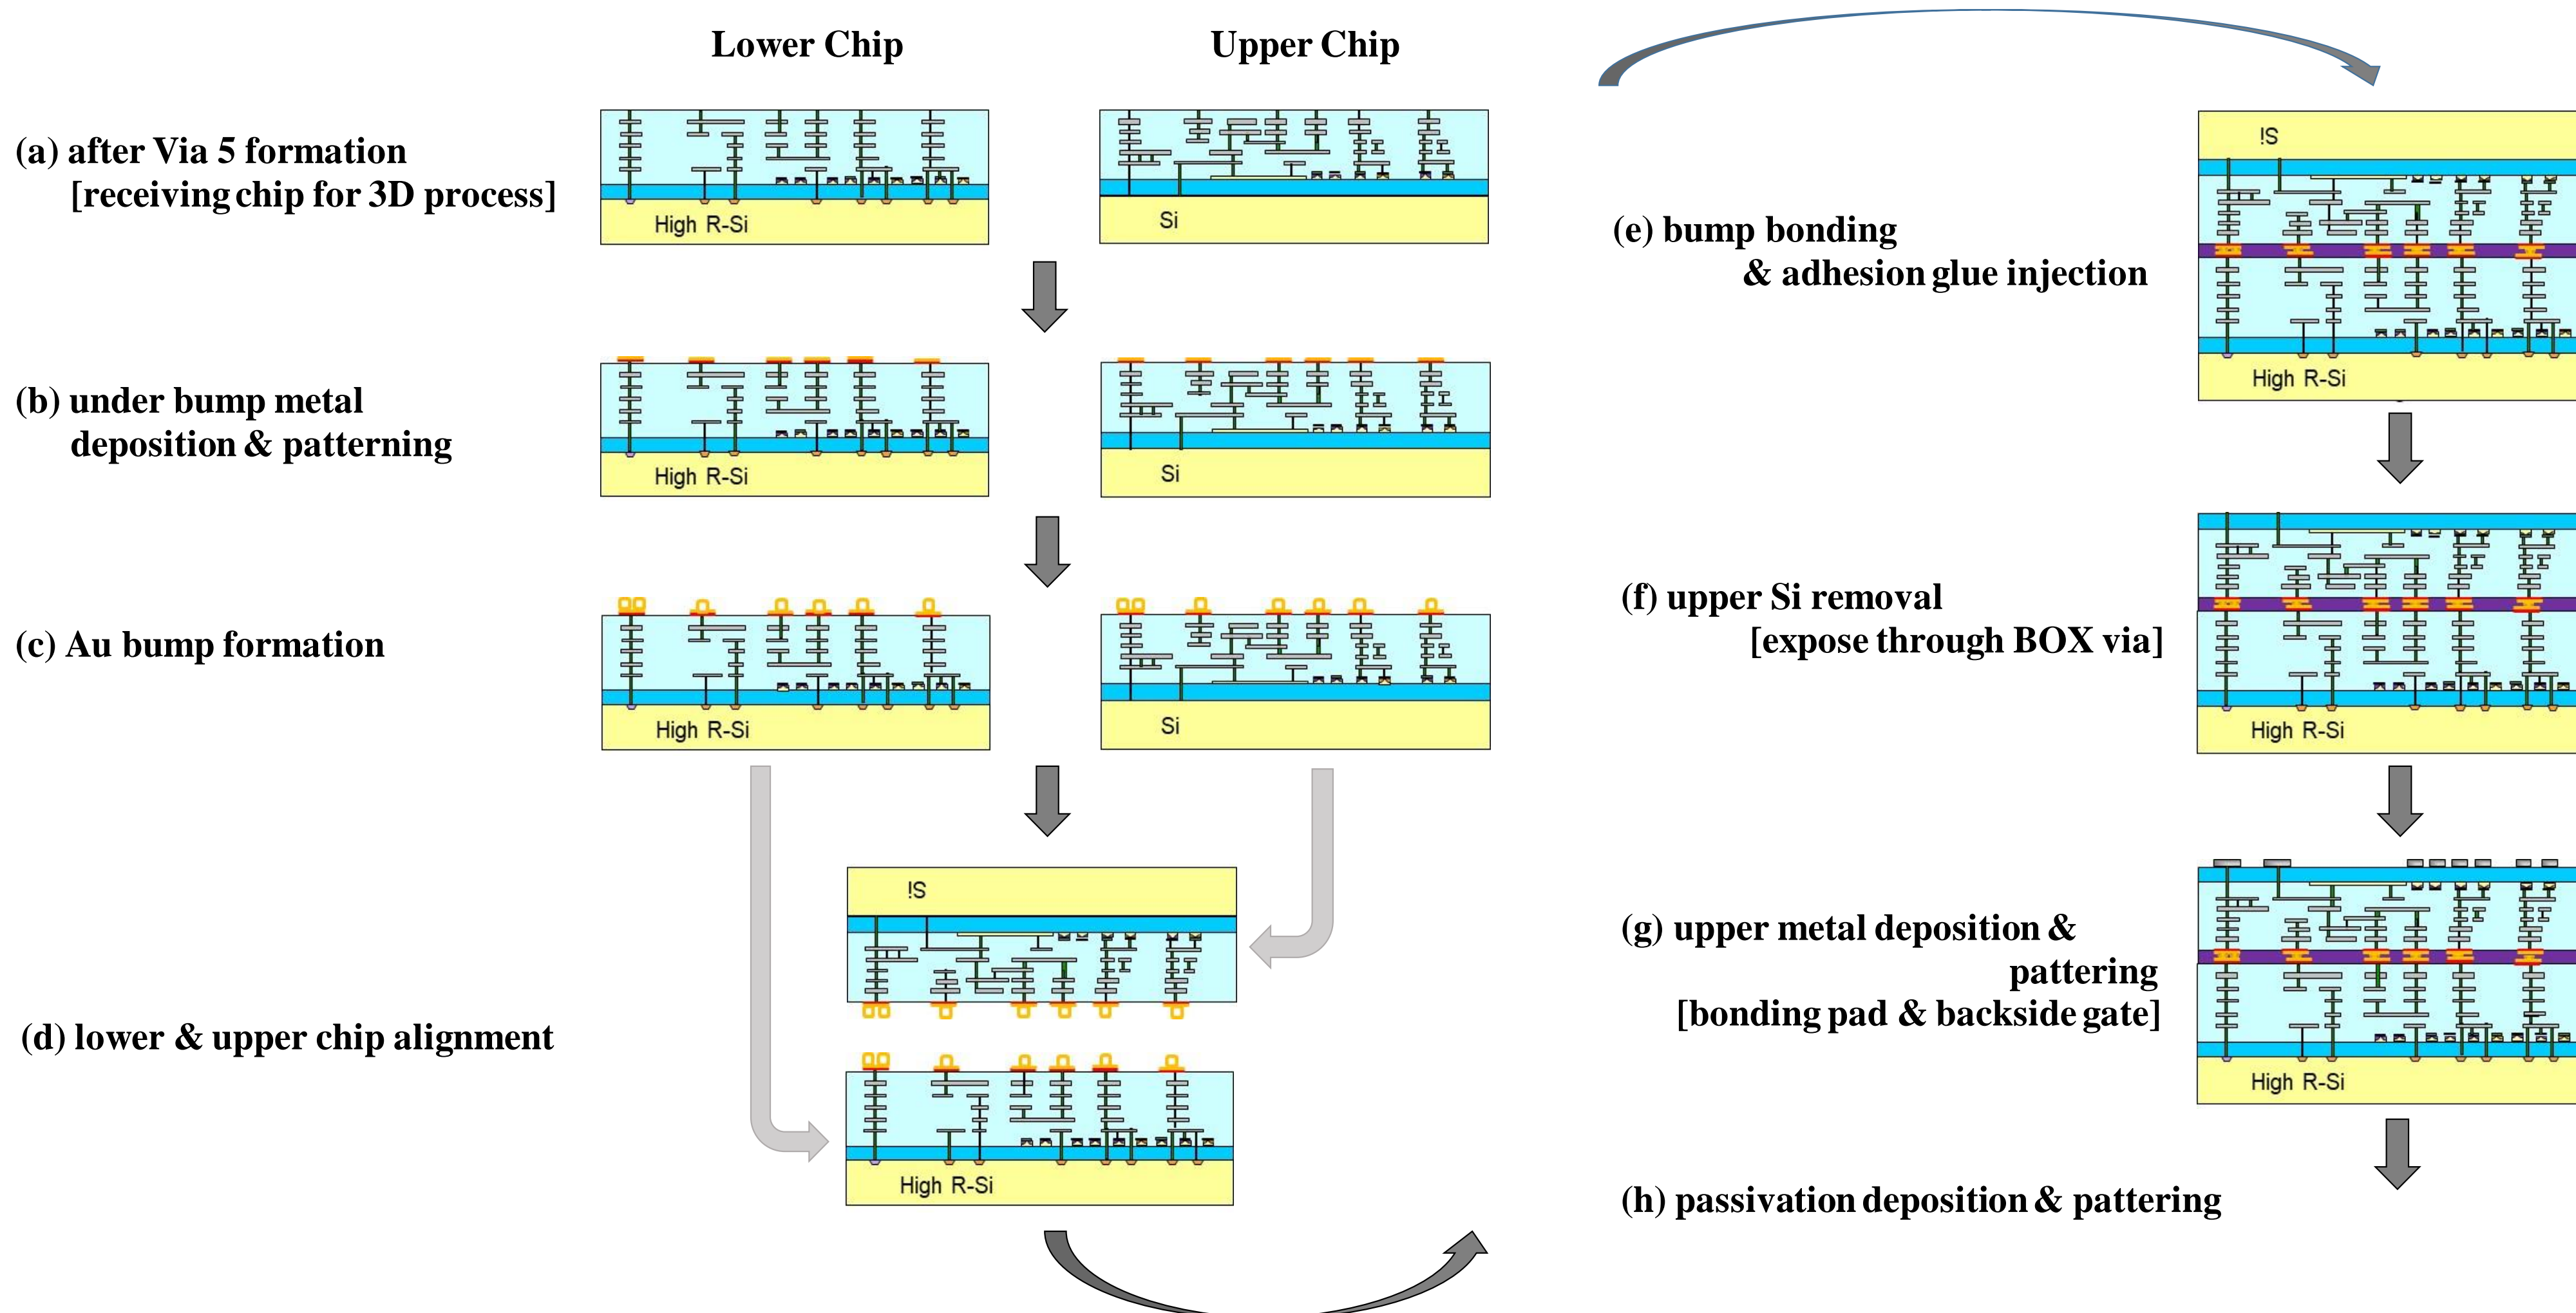 Lower Chip
Upper Chip
(a) after Via 5 formation
[receiving chip for 3D process]
High R-Si
Si
(b) under bump metal
deposition & patterning
High R-Si
Si
(c) Au bump formation
High R-Si
Si
(d) lower & upper chip alignment
Si
High R-Si
(e) bump bonding
& adhesion glue injection
Si
High R-Si
(f) upper Si removal
[expose through BOX via]
High R-Si
(g) upper metal deposition &
pattering
[bonding pad & backside gate]
High R-Si
(h) passivation deposition & pattering